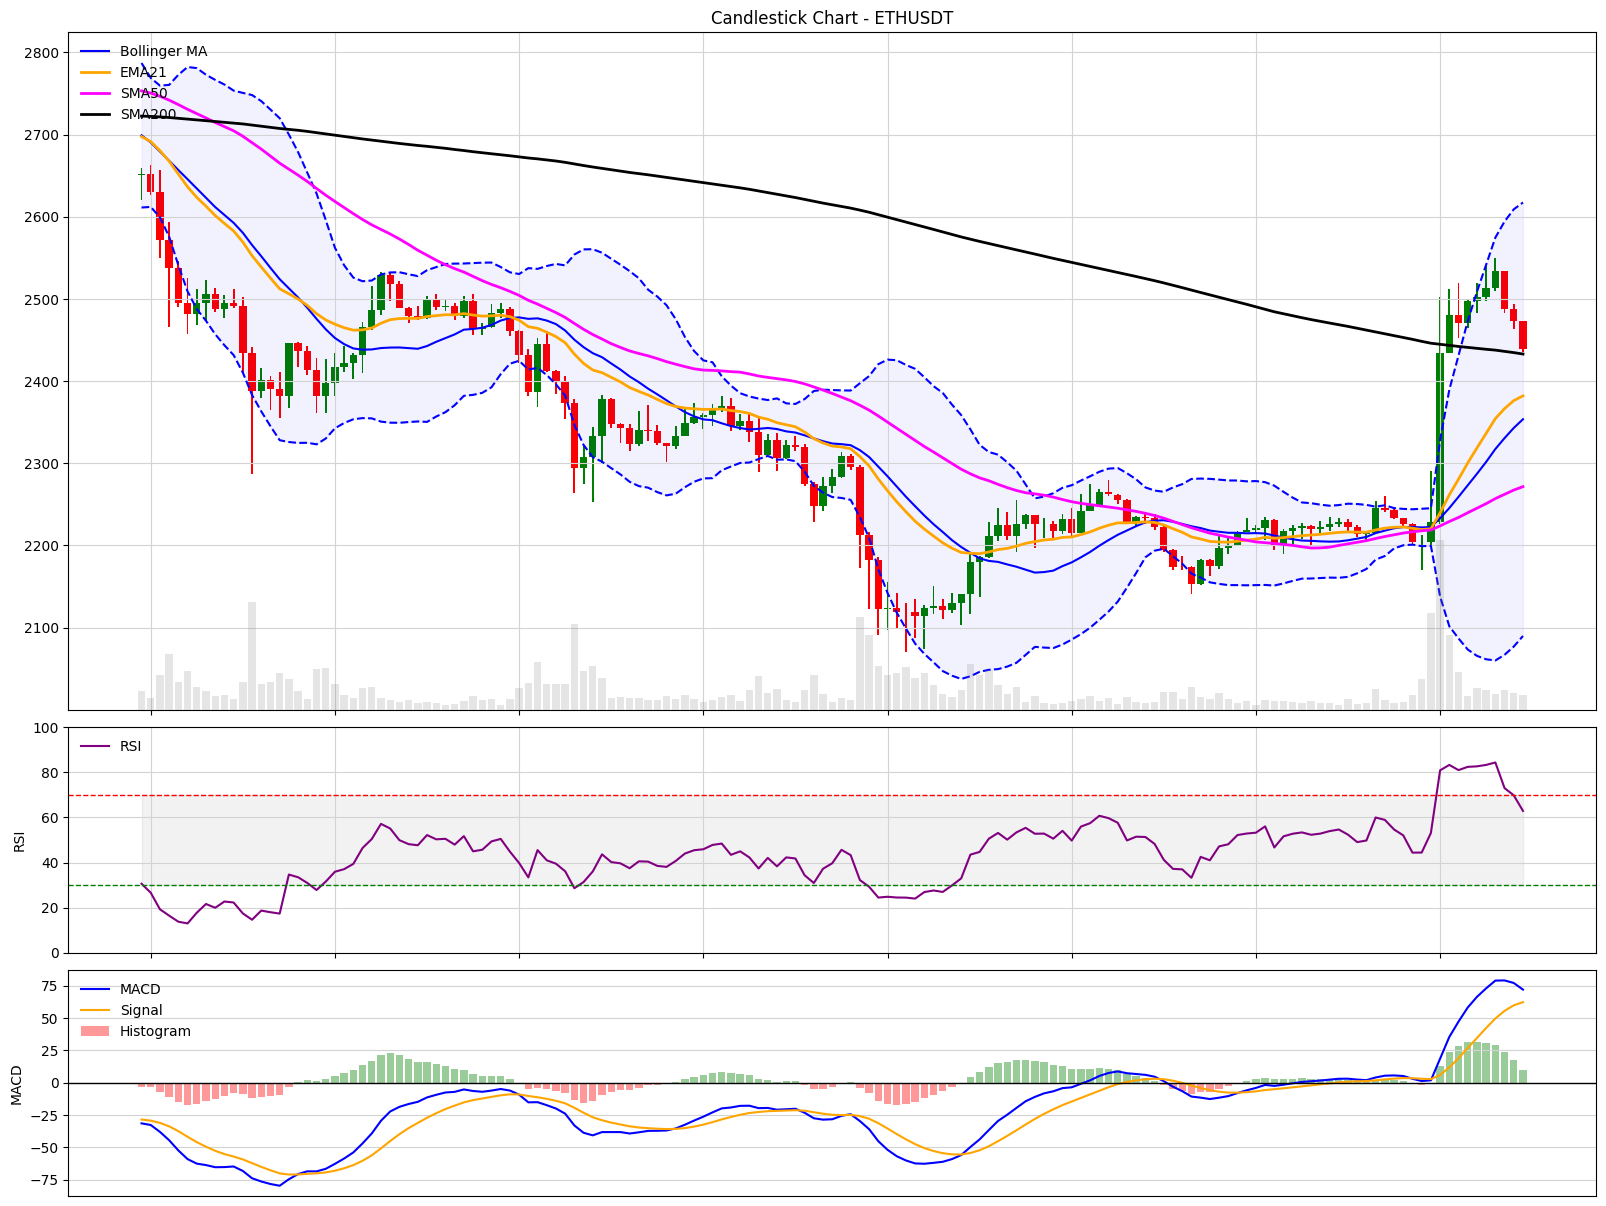 Candlestick Chart - ETHUSDT
2800
2700
2600
2500
2400
2300
2200
2100
Bollinger MA
EMA21
SMA50
SMA200
100
80
60
40
20
0
RSI
RSI
75
50
25
0
−25
−50
−75
MACD
MACD
Signal
Histogram